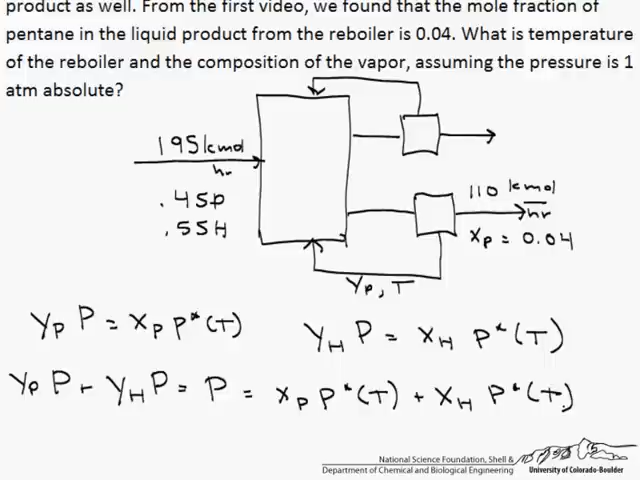 product as well. From the first video, we found that the mole fraction of
pentane in the liquid product from the reboiler is 0.04. What is temperature
of the reboiler and the composition of the vapor, assuming the pressure is 1
atm absolute?
195 kmol
hr
.45P
.55H
110 kmol
hr
xp = 0.04
Yp, T
Yp P = xp P*(T)
YH P = xH P*(T)
Yp P + YH P = P = xp P*(T) + xH P*(T)
National Science Foundation, Shell &
Department of Chemical and Biological Engineering
University of Colorado-Boulder